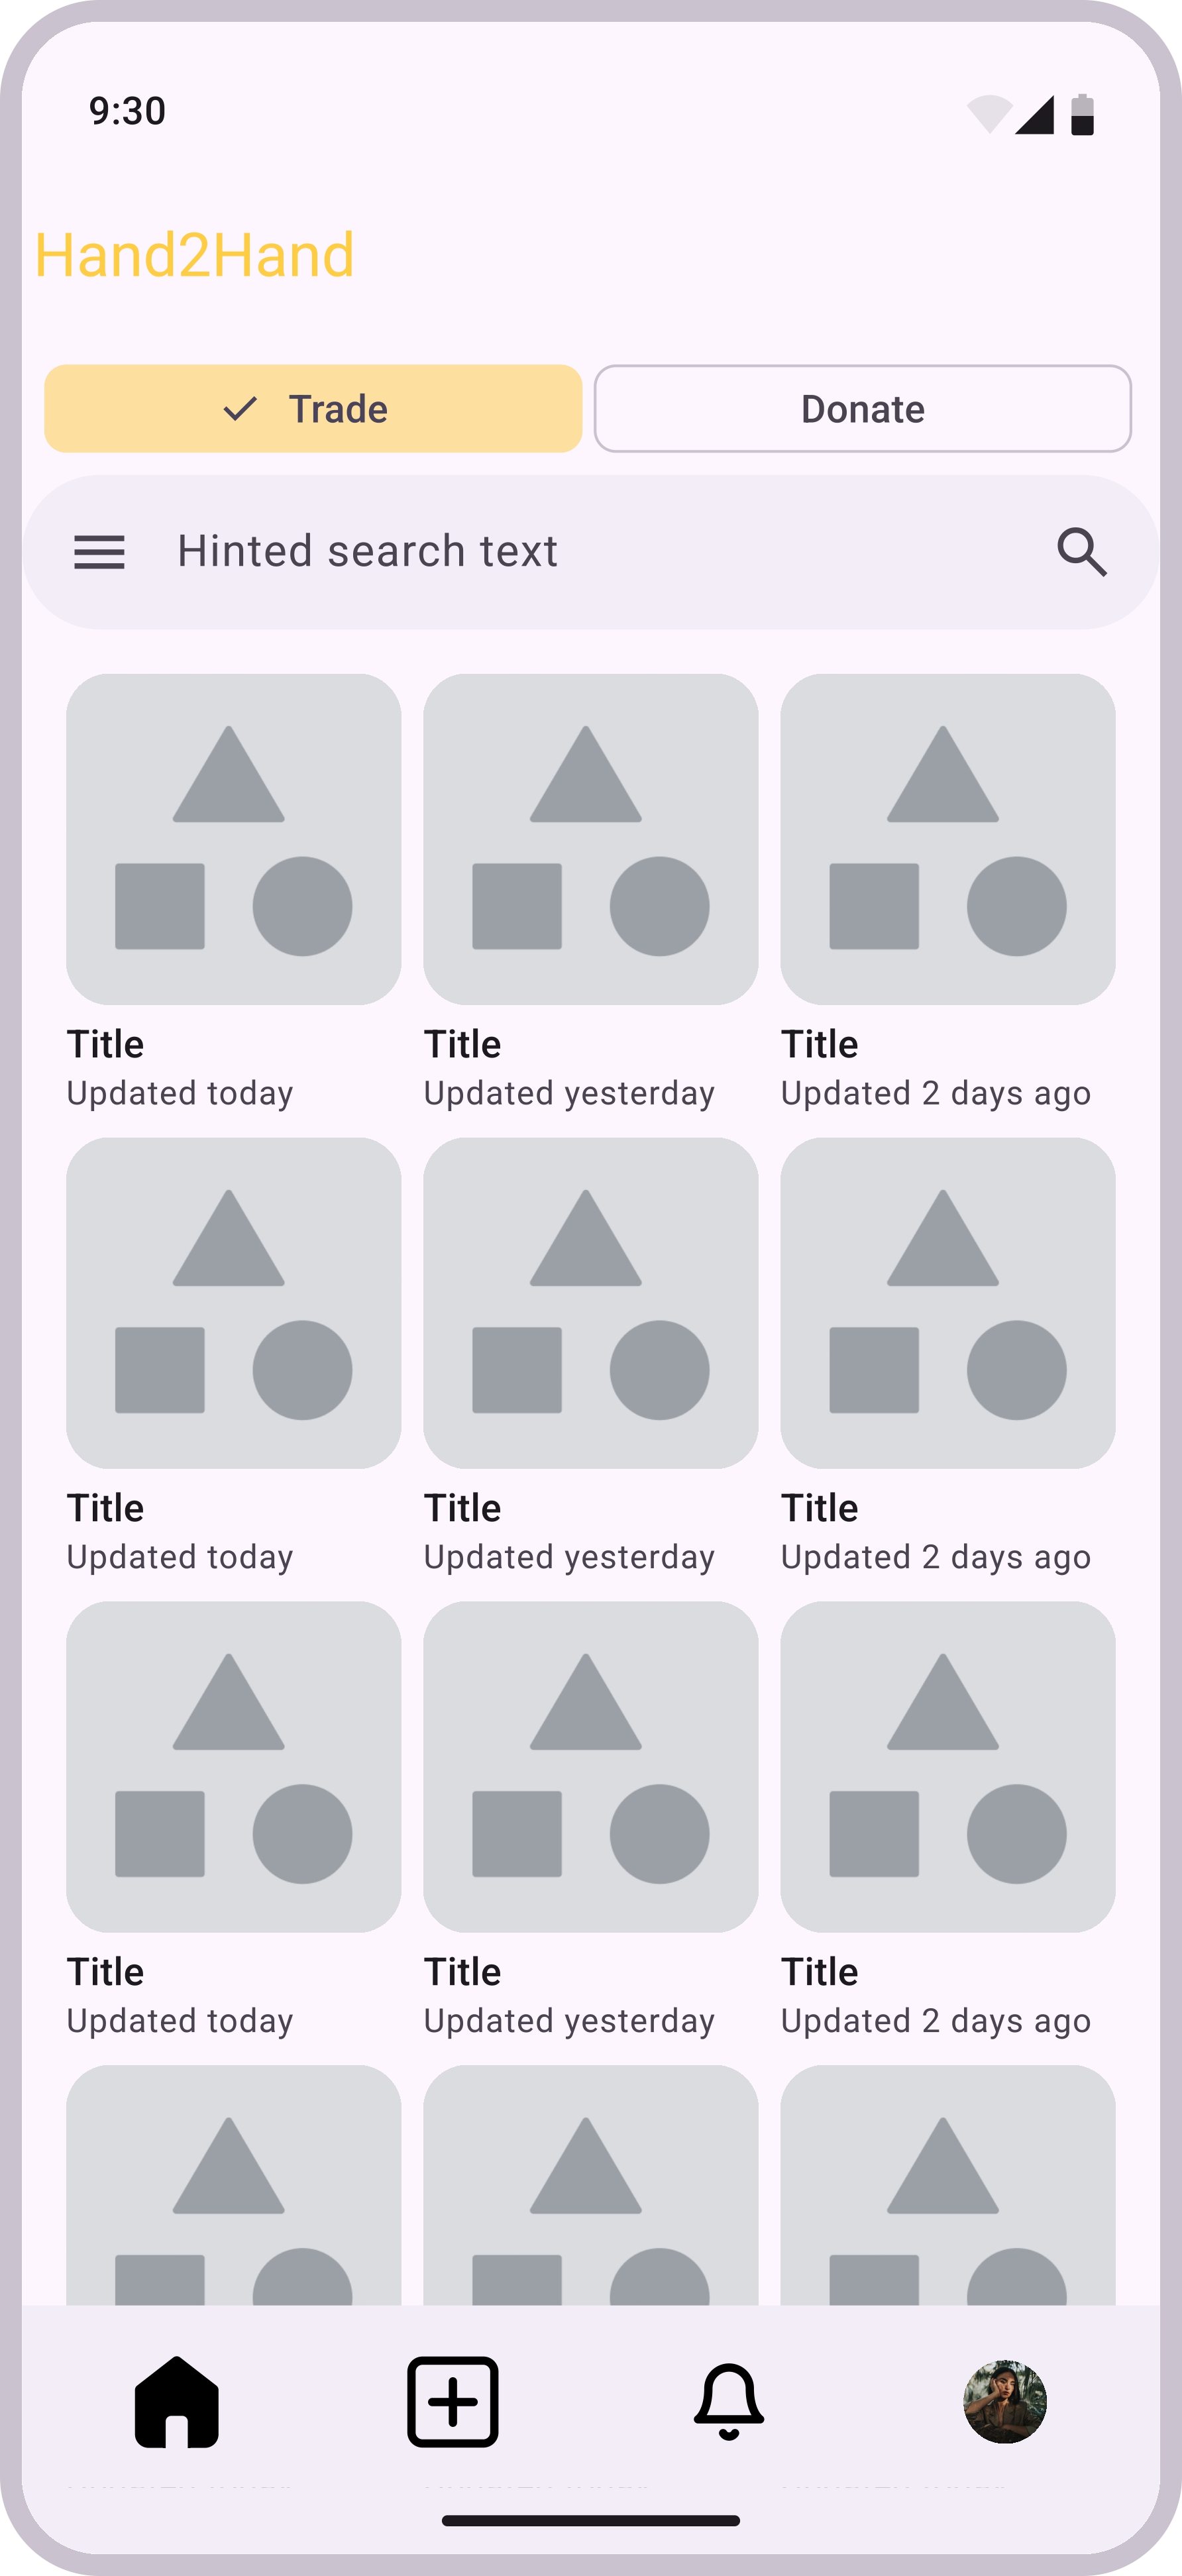 9:30
Hand2Hand
Trade
Donate
Hinted search text
Title
Title
Title
Updated today
Updated yesterday
Updated 2 days ago
Title
Title
Title
Updated today
Updated yesterday
Updated 2 days ago
Title
Title
Title
Updated today
Updated yesterday
Updated 2 days ago